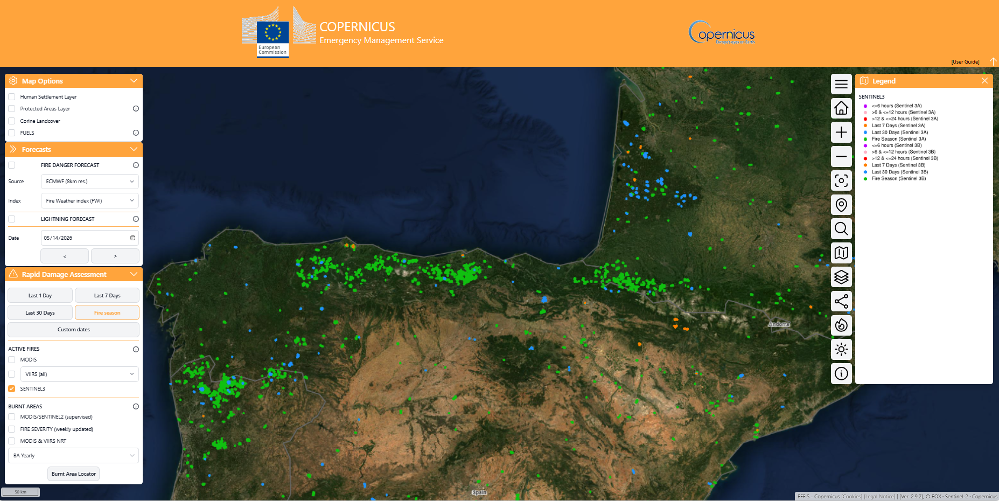 COPERNICUS
Emergency Management Service
European
Commission
opernicus
Europe's eyes on Earth
[User Guide]
Map Options
Human Settlement Layer
Protected Areas Layer
Corine Landcover
FUELS
Forecasts
FIRE DANGER FORECAST
Source
ECMWF (8km res.)
Index
Fire Weather index (FWI)
LIGHTNING FORECAST
Date
05/14/2026
<
>
Rapid Damage Assessment
Last 1 Day
Last 7 Days
Last 30 Days
Fire season
Custom dates
ACTIVE FIRES
MODIS
VIIRS (all)
SENTINEL3
BURNT AREAS
MODIS/SENTINEL2 (supervised)
FIRE SEVERITY (weekly updated)
MODIS & VIIRS NRT
BA Yearly
Burnt Area Locator
50 km
Andorra
Spain
Legend
SENTINEL3
<=6 hours (Sentinel 3A)
>6 & <=12 hours (Sentinel 3A)
>12 & <=24 hours (Sentinel 3A)
Last 7 Days (Sentinel 3A)
Last 30 Days (Sentinel 3A)
Fire Season (Sentinel 3A)
<=6 hours (Sentinel 3B)
>6 & <=12 hours (Sentinel 3B)
>12 & <=24 hours (Sentinel 3B)
Last 7 Days (Sentinel 3B)
Last 30 Days (Sentinel 3B)
Fire Season (Sentinel 3B)
EFFIS - Copernicus [Cookies] [Legal Notice] | [Ver. 2.9.2], © EOX · Sentinel-2 · Copernicus